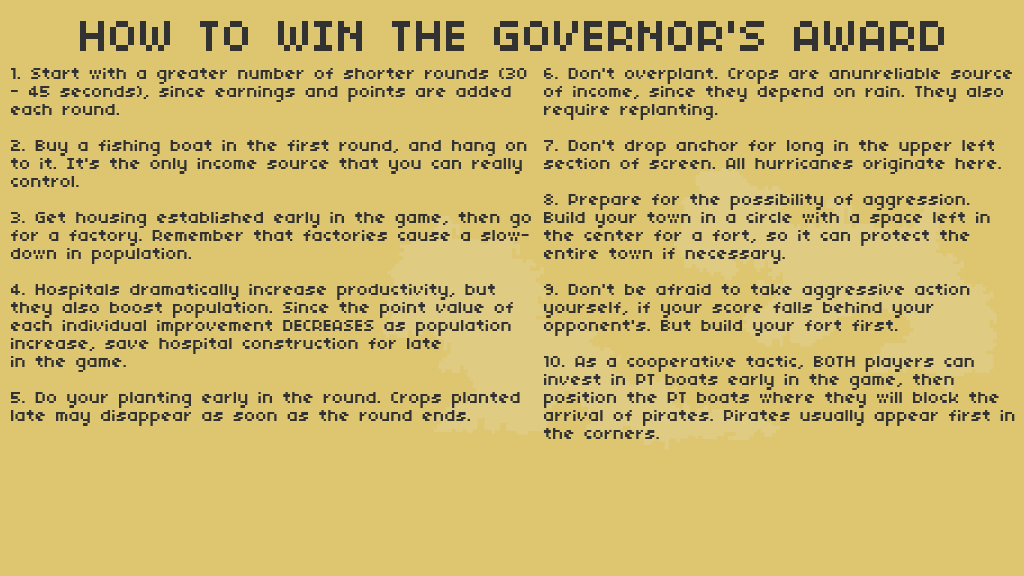 HOW TO WIN THE GOVERNOR'S AWARD
1. Start with a greater number of shorter rounds (30
- 45 seconds), since earnings and points are added
each round.
2. Buy a fishing boat in the first round, and hang on
to it. It's the only income source that you can really
control.
3. Get housing established early in the game, then go
for a factory. Remember that factories cause a slow-
down in population.
4. Hospitals dramatically increase productivity, but
they also boost population. Since the point value of
each individual improvement DECREASES as population
increase, save hospital construction for late
in the game.
5. Do your planting early in the round. Crops planted
late may disappear as soon as the round ends.
6. Don't overplant. Crops are anunreliable source
of income, since they depend on rain. They also
require replanting.
7. Don't drop anchor for long in the upper left
section of screen. All hurricanes originate here.
8. Prepare for the possibility of aggression.
Build your town in a circle with a space left in
the center for a fort, so it can protect the
entire town if necessary.
9. Don't be afraid to take aggressive action
yourself, if your score falls behind your
opponent's. But build your fort first.
10. As a cooperative tactic, BOTH players can
invest in PT boats early in the game, then
position the PT boats where they will block the
arrival of pirates. Pirates usually appear first in
the corners.